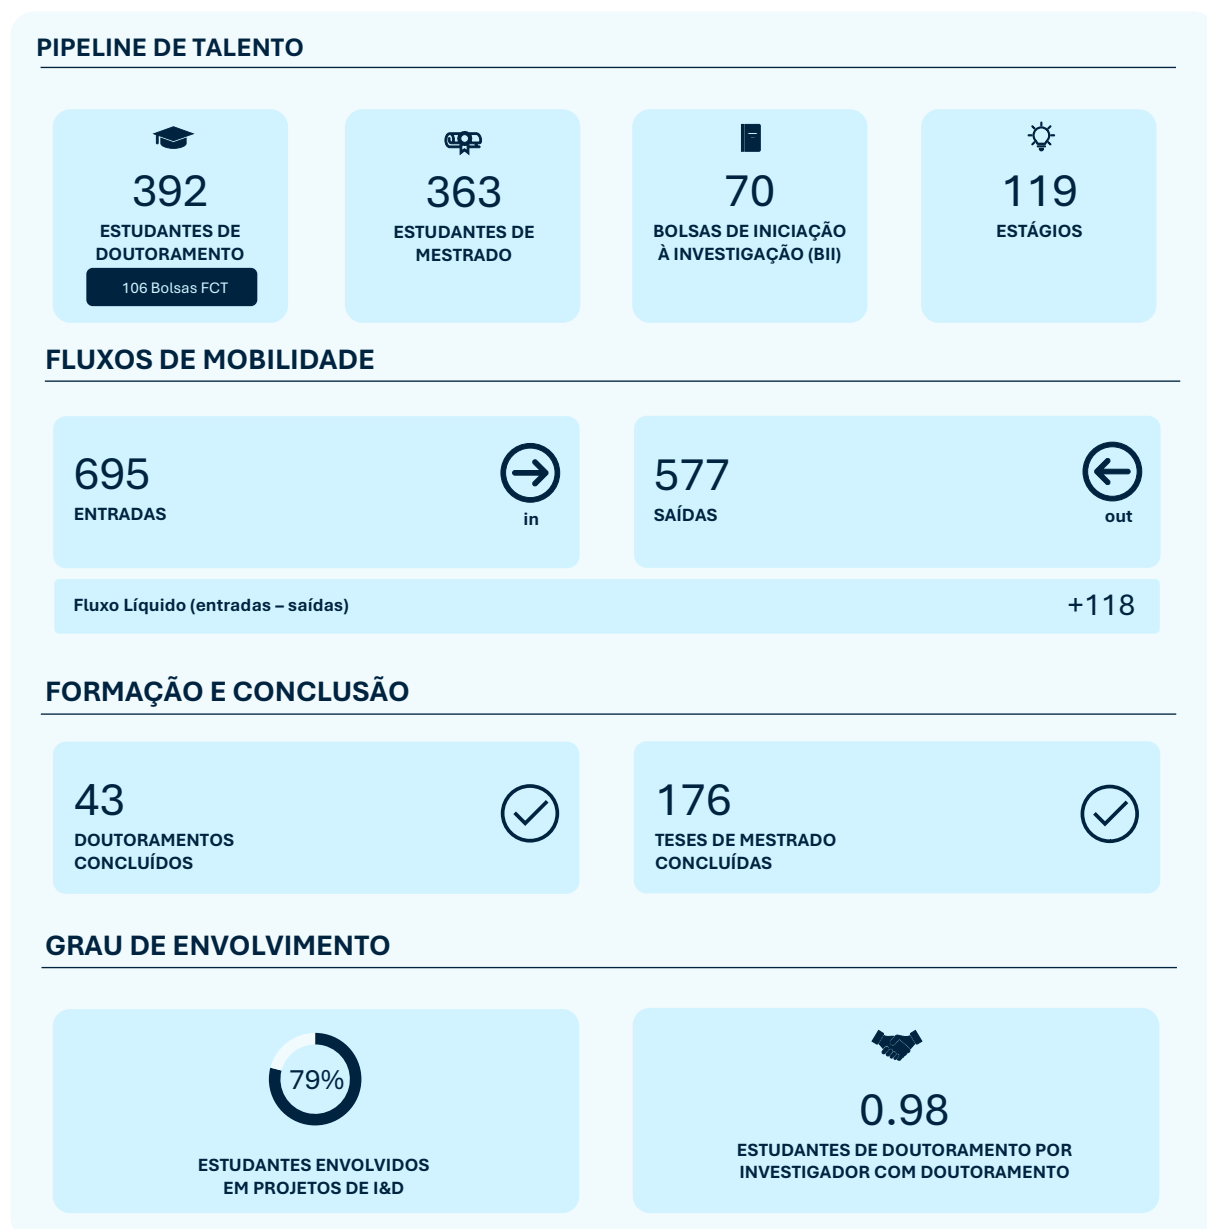 PIPELINE DE TALENTO
392
ESTUDANTES DE
DOUTORAMENTO
106 Bolsas FCT
363
ESTUDANTES DE
MESTRADO
70
BOLSAS DE INICIAÇÃO
À INVESTIGAÇÃO (BII)
119
ESTÁGIOS
FLUXOS DE MOBILIDADE
695
ENTRADAS
in
577
SAÍDAS
out
Fluxo Líquido (entradas – saídas)
+118
FORMAÇÃO E CONCLUSÃO
43
DOUTORAMENTOS
CONCLUÍDOS
176
TESES DE MESTRADO
CONCLUÍDAS
GRAU DE ENVOLVIMENTO
79%
ESTUDANTES ENVOLVIDOS
EM PROJETOS DE I&D
0.98
ESTUDANTES DE DOUTORAMENTO POR
INVESTIGADOR COM DOUTORAMENTO